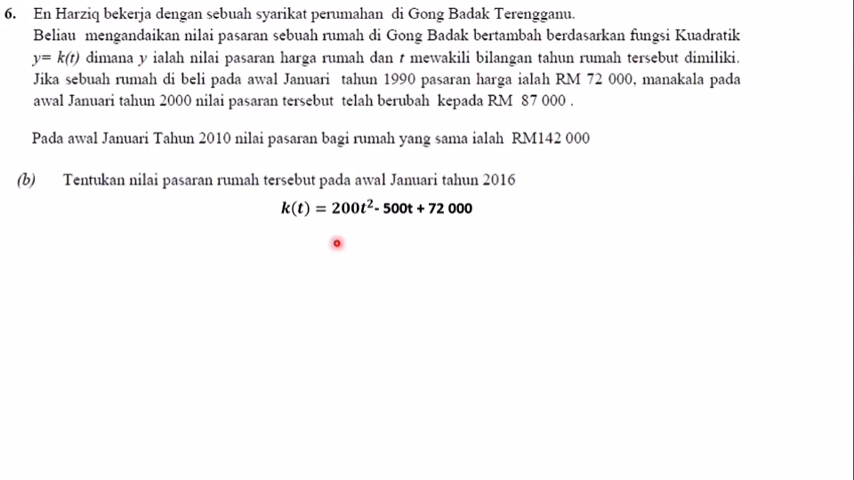 6. En Harziq bekerja dengan sebuah syarikat perumahan di Gong Badak Terengganu.
Beliau mengandaikan nilai pasaran sebuah rumah di Gong Badak bertambah berdasarkan fungsi Kuadratik
y= k(t) dimana y ialah nilai pasaran harga rumah dan t mewakili bilangan tahun rumah tersebut dimiliki.
Jika sebuah rumah di beli pada awal Januari tahun 1990 pasaran harga ialah RM 72 000, manakala pada
awal Januari tahun 2000 nilai pasaran tersebut telah berubah kepada RM 87 000 .
Pada awal Januari Tahun 2010 nilai pasaran bagi rumah yang sama ialah RM142 000
(b) Tentukan nilai pasaran rumah tersebut pada awal Januari tahun 2016
k(t) = 200t²- 500t + 72 000